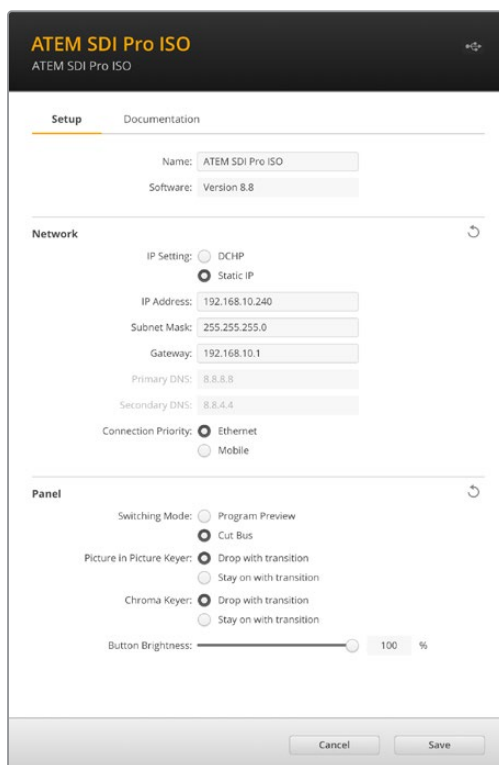 ATEM SDI Pro ISO
ATEM SDI Pro ISO
Setup Documentation
Name: ATEM SDI Pro ISO
Software: Version 8.8
Network
IP Setting: DCHP
Static IP
IP Address: 192.168.10.240
Subnet Mask: 255.255.255.0
Gateway: 192.168.10.1
Primary DNS: 8.8.8.8
Secondary DNS: 8.8.4.4
Connection Priority: Ethernet
Mobile
Panel
Switching Mode: Program Preview
Cut Bus
Picture in Picture Keyer: Drop with transition
Stay on with transition
Chroma Keyer: Drop with transition
Stay on with transition
Button Brightness: 100 %
Cancel Save